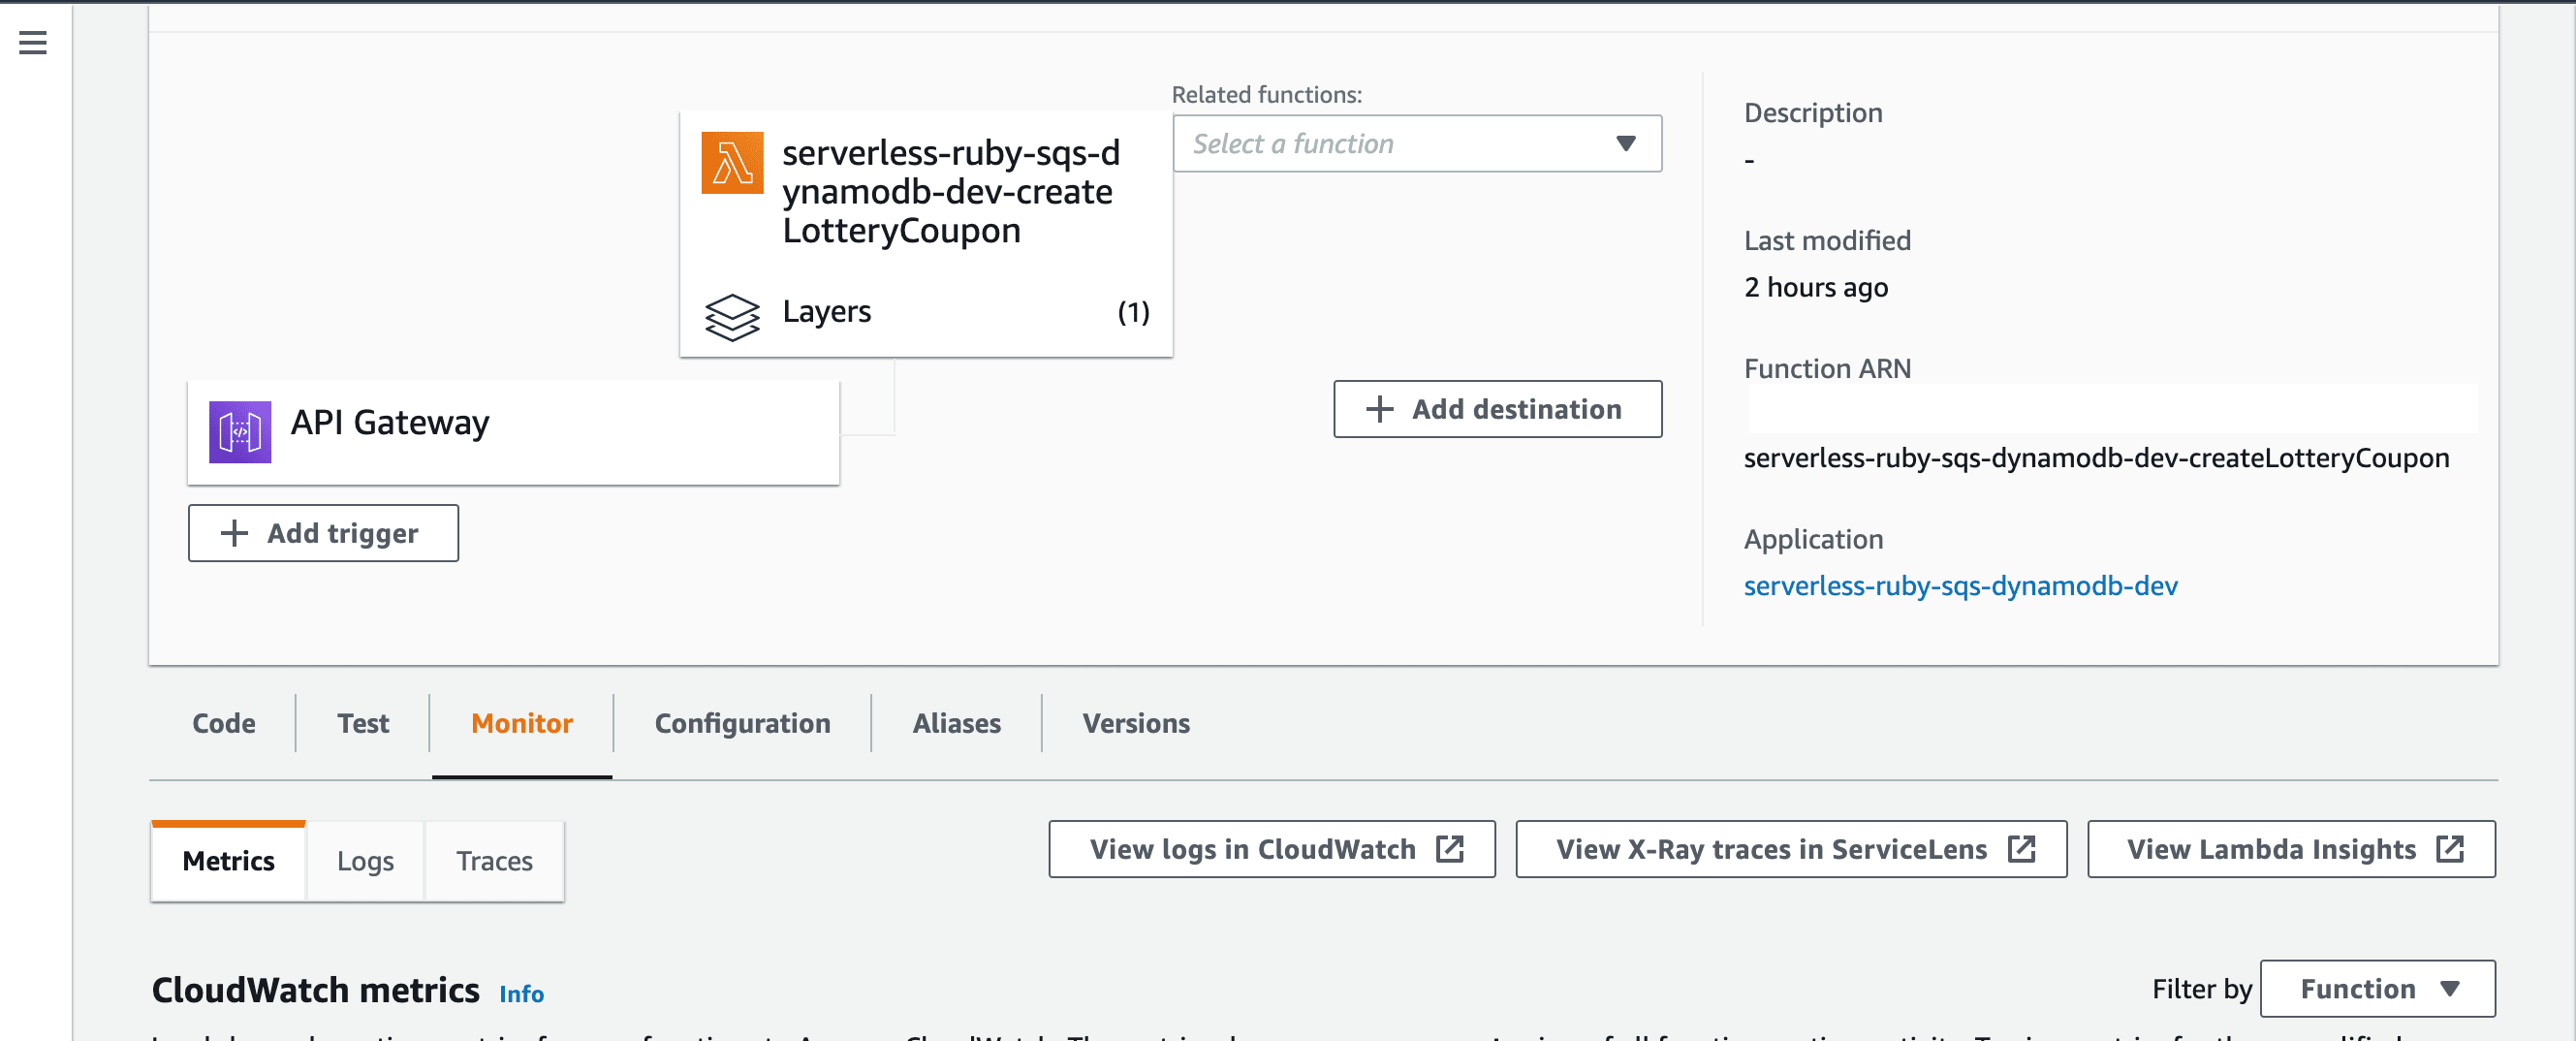 Related functions:
Select a function
serverless-ruby-sqs-d
ynamodb-dev-create
LotteryCoupon
Layers (1)
API Gateway
+ Add trigger
+ Add destination
Description
-
Last modified
2 hours ago
Function ARN
serverless-ruby-sqs-dynamodb-dev-createLotteryCoupon
Application
serverless-ruby-sqs-dynamodb-dev
Code Test Monitor Configuration Aliases Versions
Metrics Logs Traces
View logs in CloudWatch View X-Ray traces in ServiceLens View Lambda Insights
CloudWatch metrics Info
Filter by Function